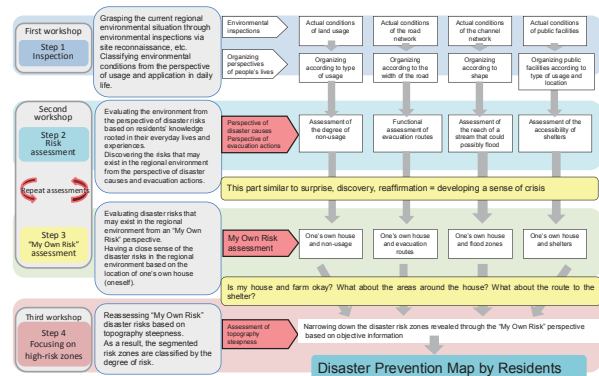 First workshop
Step 1
Inspection
Grasping the current regional
environmental situation through
environmental inspections via
site reconnaissance, etc.
Classifying environmental
conditions from the perspective
of usage and application in daily
life.
Environmental
inspections
Actual conditions
of land usage
Actual conditions
of the road
network
Actual conditions
of the channel
network
Actual conditions
of public facilities
Organizing
perspectives
of people's lives
Organizing
according to type
of usage
Organizing
according to the
width of the road
Organizing
according to
shape
Organizing public
facilities according to
type of usage and
location
Second
workshop
Step 2
Risk
assessment
Evaluating the environment from
the perspective of disaster risks
based on residents' knowledge
rooted in their everyday lives and
experiences.
Discovering the risks that may
exist in the regional environment
from the perspective of disaster
causes and evacuation actions.
Perspective of
disaster causes
Perspective of
evacuation actions
Assessment of
the degree of
non-usage
Functional
assessment of
evacuation routes
Assessment of
the reach of a
stream that could
possibly flood
Assessment of the
accessibility of
shelters
Repeat assessments
This part similar to surprise, discovery, reaffirmation = developing a sense of crisis
Step 3
"My Own Risk"
assessment
Evaluating disaster risks that
may exist in the regional
environment from an "My Own
Risk" perspective.
Having a close sense of the
disaster risks in the regional
environment based on the
location of one's own house
(oneself).
My Own Risk
assessment
One's own house
and non-usage
One's own house
and evacuation
routes
One's own house
and flood zones
One's own house
and shelters
Is my house and farm okay? What about the areas around the house? What about the route to the
shelter?
Third workshop
Step 4
Focusing on
high-risk zones
Reassessing "My Own Risk"
disaster risks based on
topography steepness.
As a result, the segmented
risk zones are classified by the
degree of risk.
Assessment of
topography
steepness
Narrowing down the disaster risk zones revealed through the "My Own Risk" perspective
based on objective information
Disaster Prevention Map by Residents